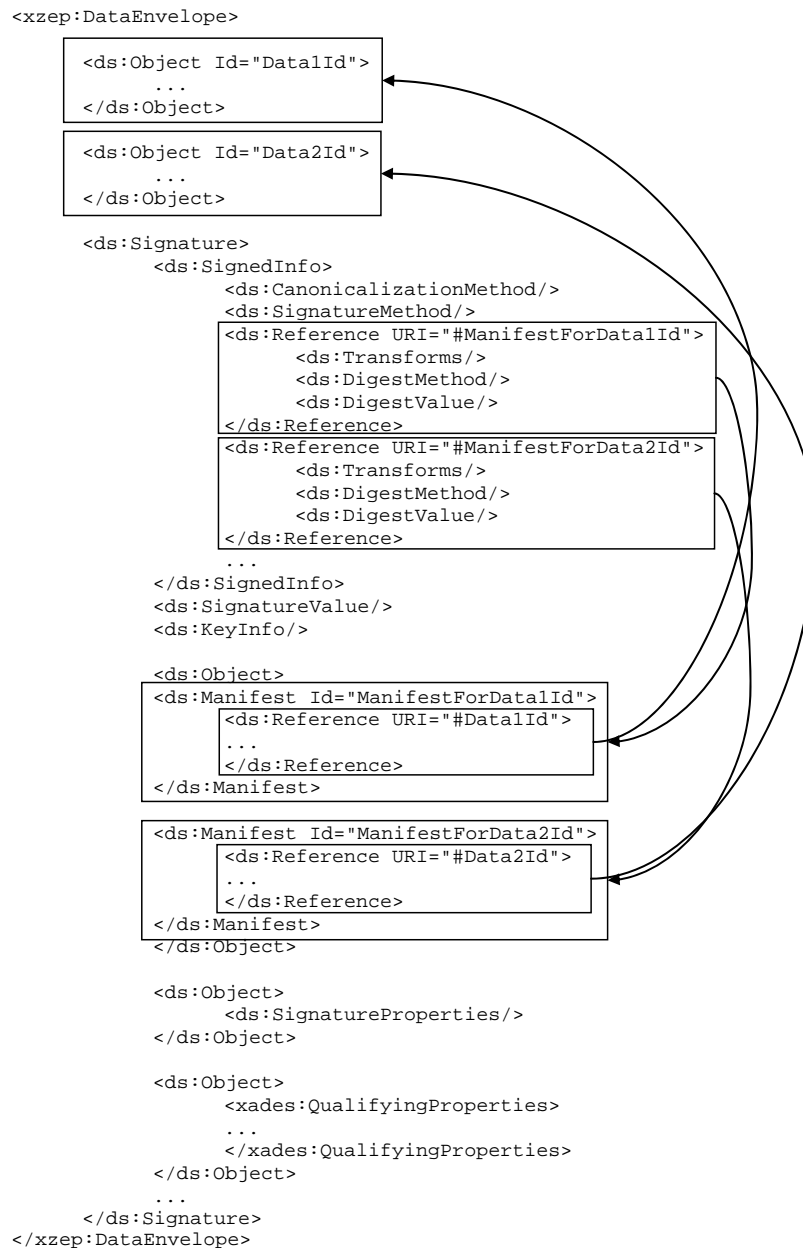 <xzep:DataEnvelope>
<ds:Object Id="Data1Id">
...
</ds:Object>
<ds:Object Id="Data2Id">
...
</ds:Object>
<ds:Signature>
<ds:SignedInfo>
<ds:CanonicalizationMethod/>
<ds:SignatureMethod/>
<ds:Reference URI="#ManifestForData1Id">
<ds:Transforms/>
<ds:DigestMethod/>
<ds:DigestValue/>
</ds:Reference>
<ds:Reference URI="#ManifestForData2Id">
<ds:Transforms/>
<ds:DigestMethod/>
<ds:DigestValue/>
</ds:Reference>
...
</ds:SignedInfo>
<ds:SignatureValue/>
<ds:KeyInfo/>
<ds:Object>
<ds:Manifest Id="ManifestForData1Id">
<ds:Reference URI="#Data1Id">
...
</ds:Reference>
</ds:Manifest>
<ds:Manifest Id="ManifestForData2Id">
<ds:Reference URI="#Data2Id">
...
</ds:Reference>
</ds:Manifest>
</ds:Object>
<ds:Object>
<ds:SignatureProperties/>
</ds:Object>
<ds:Object>
<xades:QualifyingProperties>
...
</xades:QualifyingProperties>
</ds:Object>
...
</ds:Signature>
</xzep:DataEnvelope>